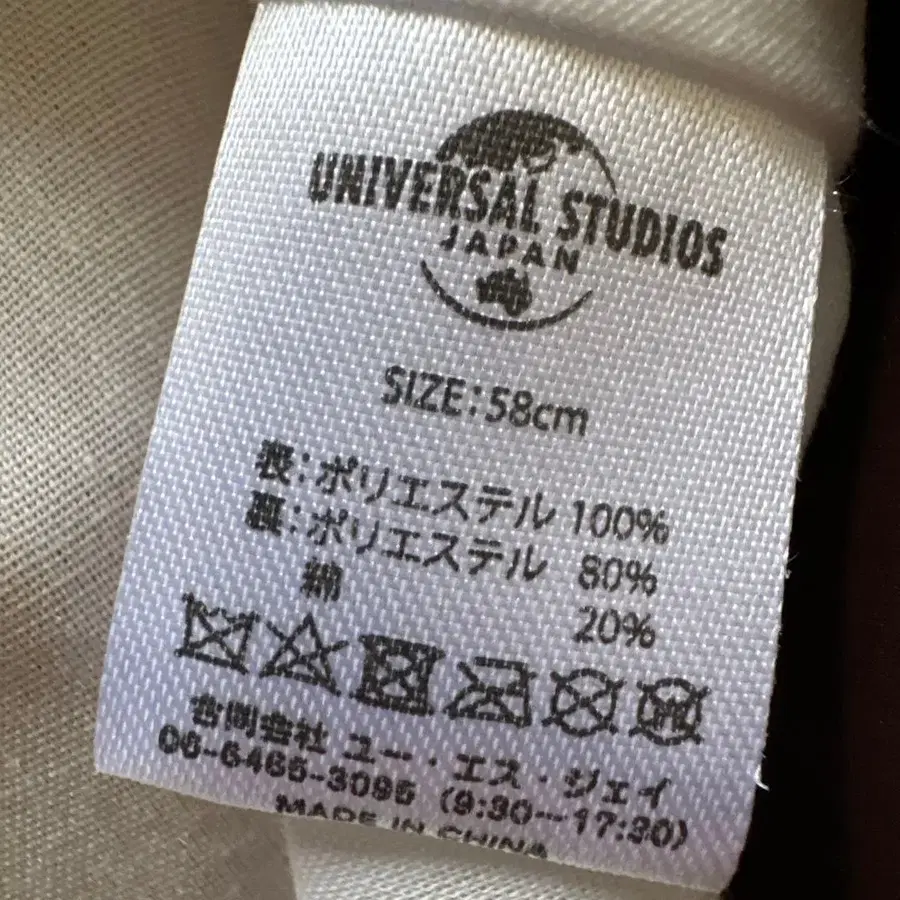 UNIVERSAL STUDIOS
JAPAN
SIZE:58cm
表:ポリエステル 100%
裏:ポリエステル 80%
綿 20%
合同会社 ユー・エス・ジェイ
06-6465-3095 (9:30―17:30)
MADE IN CHINA